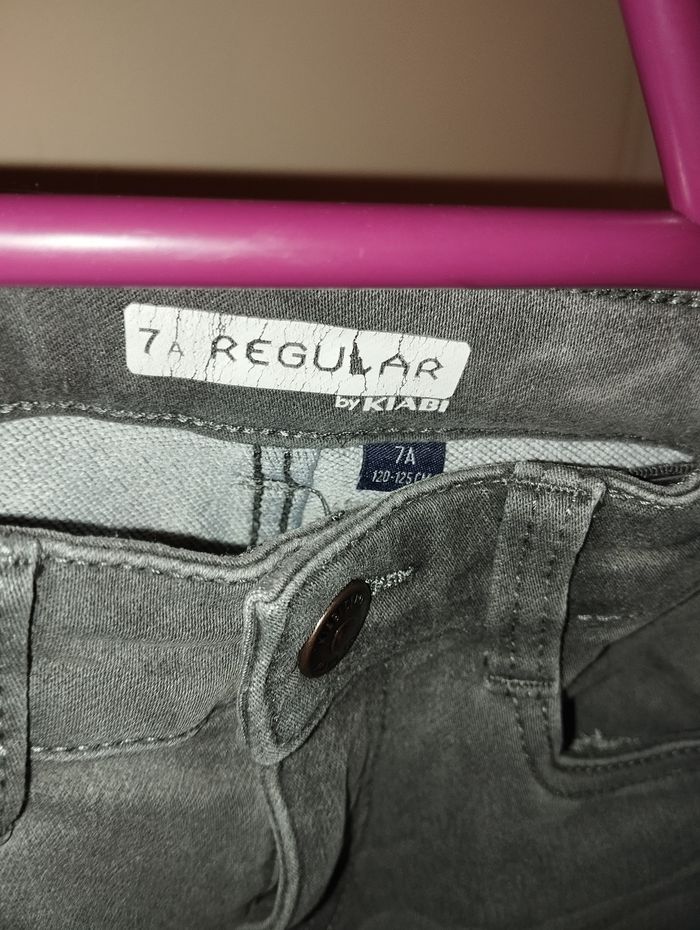 7A REGULAR
by KIABI
7A
120-125 CM